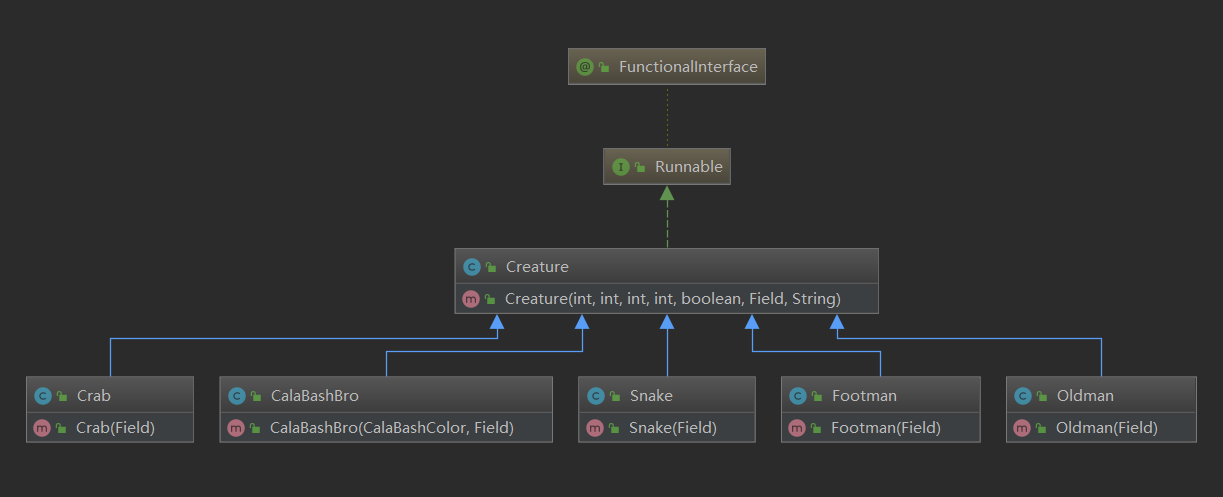 @ FunctionalInterface
I Runnable
C Creature
m Creature(int, int, int, int, boolean, Field, String)
C Crab
m Crab(Field)
C CalaBashBro
m CalaBashBro(CalaBashColor, Field)
C Snake
m Snake(Field)
C Footman
m Footman(Field)
C Oldman
m Oldman(Field)